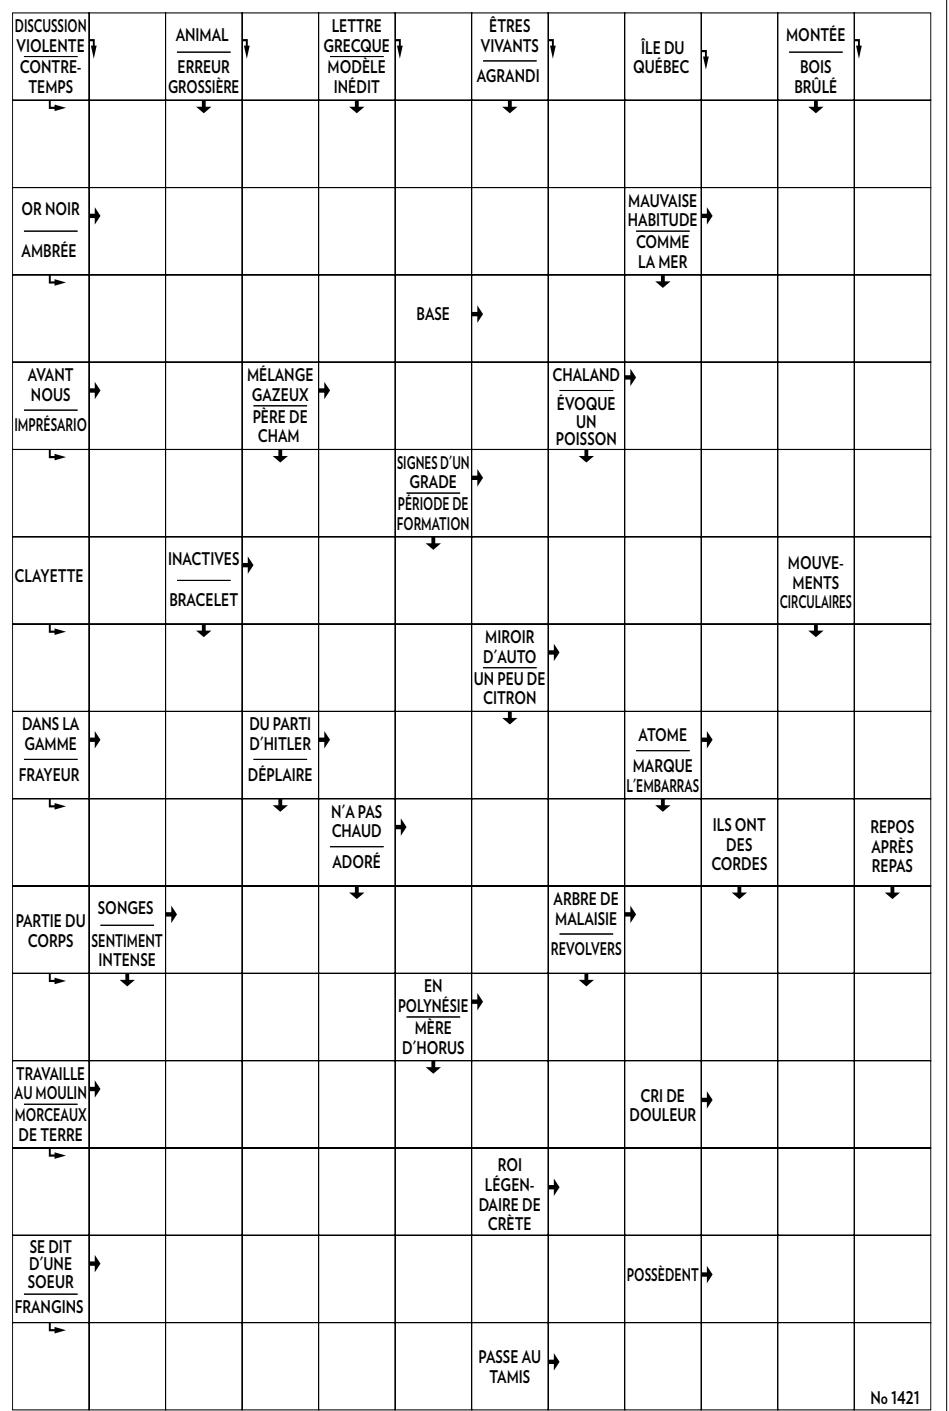 DISCUSSION
VIOLENTE
CONTRE-
TEMPS
ANIMAL
ERREUR
GROSSIÈRE
LETTRE
GRECQUE
MODÈLE
INÉDIT
ÊTRES
VIVANTS
AGRANDI
ÎLE DU
QUÉBEC
MONTÉE
BOIS
BRÛLÉ
OR NOIR
AMBRÉE
MAUVAISE
HABITUDE
COMME
LA MER
BASE
AVANT
NOUS
IMPRÉSARIO
MÉLANGE
GAZEUX
PÈRE DE
CHAM
CHALAND
ÉVOQUE
UN
POISSON
SIGNES D'UN
GRADE
PÉRIODE DE
FORMATION
CLAYETTE
INACTIVES
BRACELET
MOUVE-
MENTS
CIRCULAIRES
MIROIR
D'AUTO
UN PEU DE
CITRON
DANS LA
GAMME
FRAYEUR
DU PARTI
D'HITLER
DÉPLAIRE
ATOME
MARQUE
L'EMBARRAS
N'A PAS
CHAUD
ADORÉ
ILS ONT
DES
CORDES
REPOS
APRÈS
REPAS
PARTIE DU
CORPS
SONGES
SENTIMENT
INTENSE
ARBRE DE
MALAISIE
REVOLVERS
EN
POLYNÉSIE
MÈRE
D'HORUS
TRAVAILLE
AU MOULIN
MORCEAUX
DE TERRE
CRI DE
DOULEUR
ROI
LÉGEN-
DAIRE DE
CRÈTE
SE DIT
D'UNE
SOEUR
FRANGINS
POSSÈDENT
PASSE AU
TAMIS
No 1421